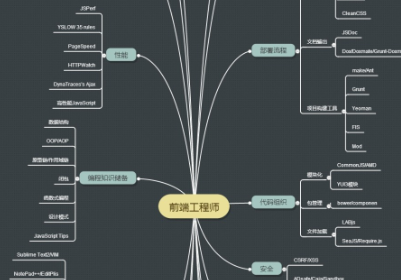 JSPerf
YSLOW 35 rules
PageSpeed
HTTPWatch
DynaTrace's Ajax
高性能JavaScript
性能
数据结构
OOP/AOP
原型链/作用域链
闭包
函数式编程
设计模式
JavaScript Tips
编程知识储备
Sublime Text2/VIM
NotePad++/EditPlus
前端工程师
CleanCSS
JSDoc
Dox/Doxmate/Grunt-Doxmate
文档输出
部署流程
make/Ant
Grunt
Yeoman
FIS
Mod
项目构建工具
CommonJS/AMD
YUI3模块
模块化
bower/componen
包管理
LABjs
SeaJS/Require.js
文件加载
代码组织
CSRF/XSS
安全